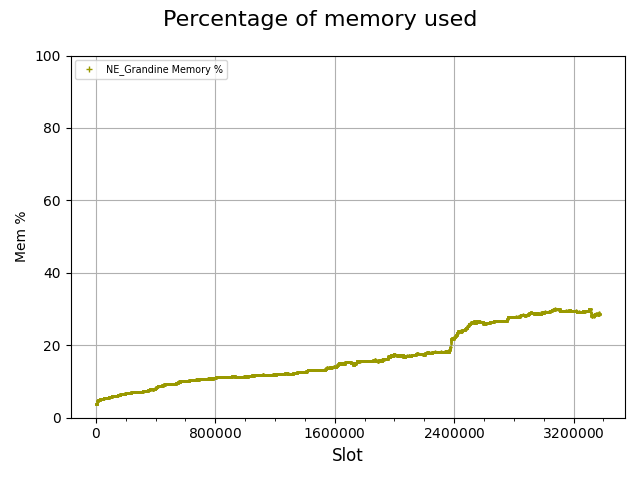 Percentage of memory used
NE_Grandine Memory %
100
80
60
40
20
0
Mem %
0 800000 1600000 2400000 3200000
Slot